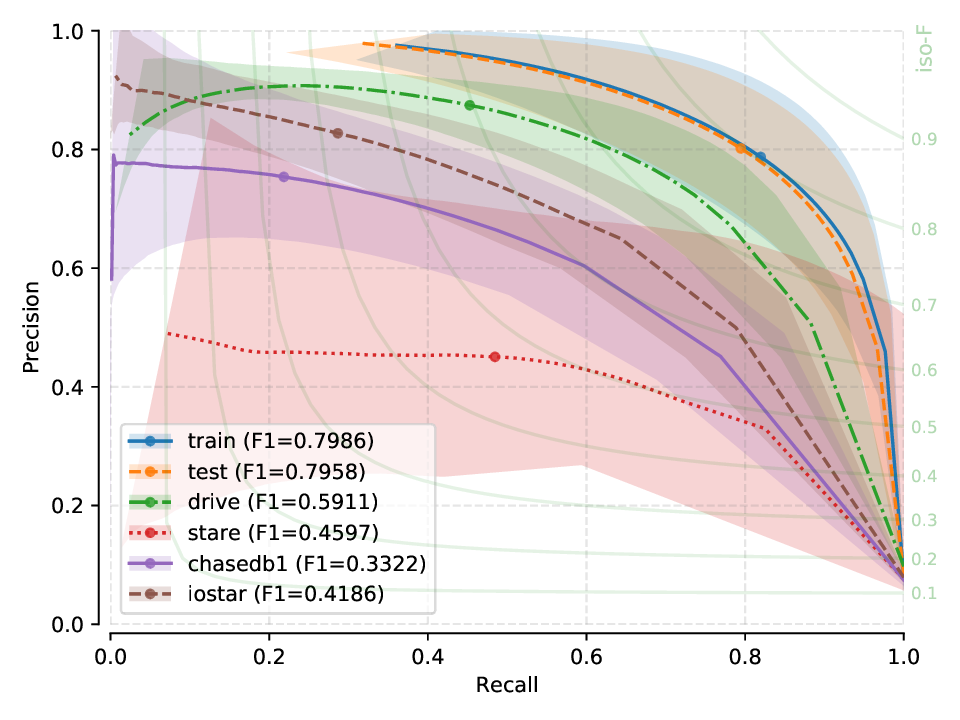 1.0
0.8
0.6
0.4
0.2
0.0
Precision
0.0 0.2 0.4 0.6 0.8 1.0
Recall
iso-F
0.9
0.8
0.7
0.6
0.5
0.4
0.3
0.2
0.1
train (F1=0.7986)
test (F1=0.7958)
drive (F1=0.5911)
stare (F1=0.4597)
chasedb1 (F1=0.3322)
iostar (F1=0.4186)